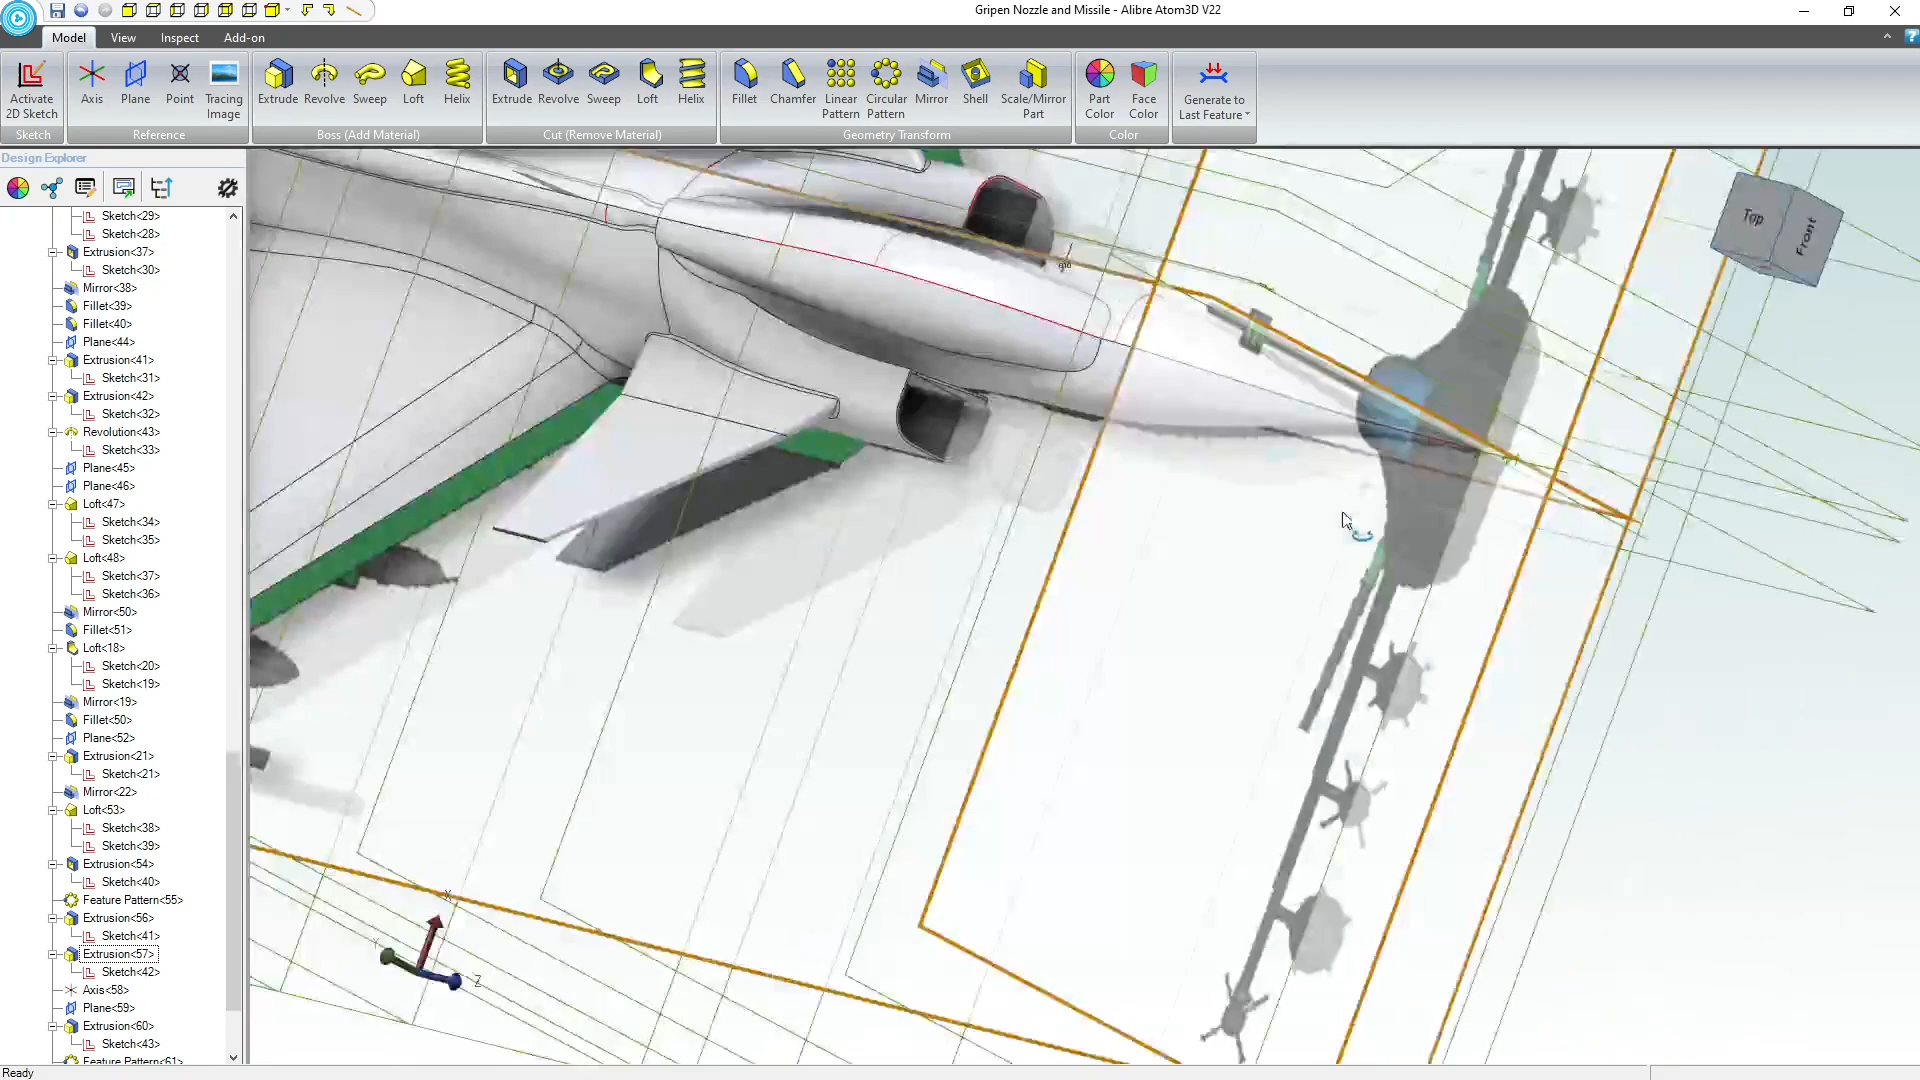 Gripen Nozzle and Missile - Alibre Atom3D V22
Model View Inspect Add-on
Activate 2D Sketch
Axis Plane Point Tracing Image
Extrude Revolve Sweep Loft Helix
Extrude Revolve Sweep Loft Helix
Fillet Chamfer Linear Pattern Circular Pattern Mirror Shell Scale/Mirror Part
Part Color Face Color
Generate to Last Feature
Sketch Reference Boss (Add Material) Cut (Remove Material) Geometry Transform Color
Design Explorer
Sketch<29>
Sketch<28>
Extrusion<37>
Sketch<30>
Mirror<38>
Fillet<39>
Fillet<40>
Plane<44>
Extrusion<41>
Sketch<31>
Extrusion<42>
Sketch<32>
Revolution<43>
Sketch<33>
Plane<45>
Plane<46>
Loft<47>
Sketch<34>
Sketch<35>
Loft<48>
Sketch<37>
Sketch<36>
Mirror<50>
Fillet<51>
Loft<18>
Sketch<20>
Sketch<19>
Mirror<19>
Fillet<50>
Plane<52>
Extrusion<21>
Sketch<21>
Mirror<22>
Loft<53>
Sketch<38>
Sketch<39>
Extrusion<54>
Sketch<40>
Feature Pattern<55>
Extrusion<56>
Sketch<41>
Extrusion<57>
Sketch<42>
Axis<58>
Plane<59>
Extrusion<60>
Sketch<43>
Feature Pattern<61>
Top Front
X
Y
Z
Ready